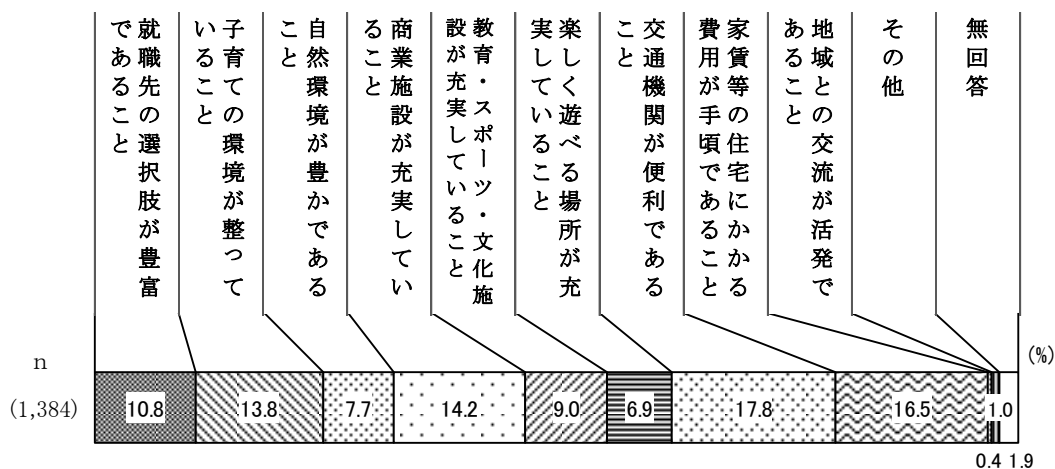 就職先の選択肢が豊富
であること
子育ての環境が整って
いること
自然環境が豊かである
こと
商業施設が充実してい
ること
教育・スポーツ・文化施
設が充実していること
楽しく遊べる場所が充
実していること
交通機関が便利である
こと
家賃等の住宅にかかる
費用が手頃であること
地域との交流が活発で
あること
その他
無回答
(%)
n
(1,384)
10.8
13.8
7.7
14.2
9.0
6.9
17.8
16.5
1.0
0.4
1.9